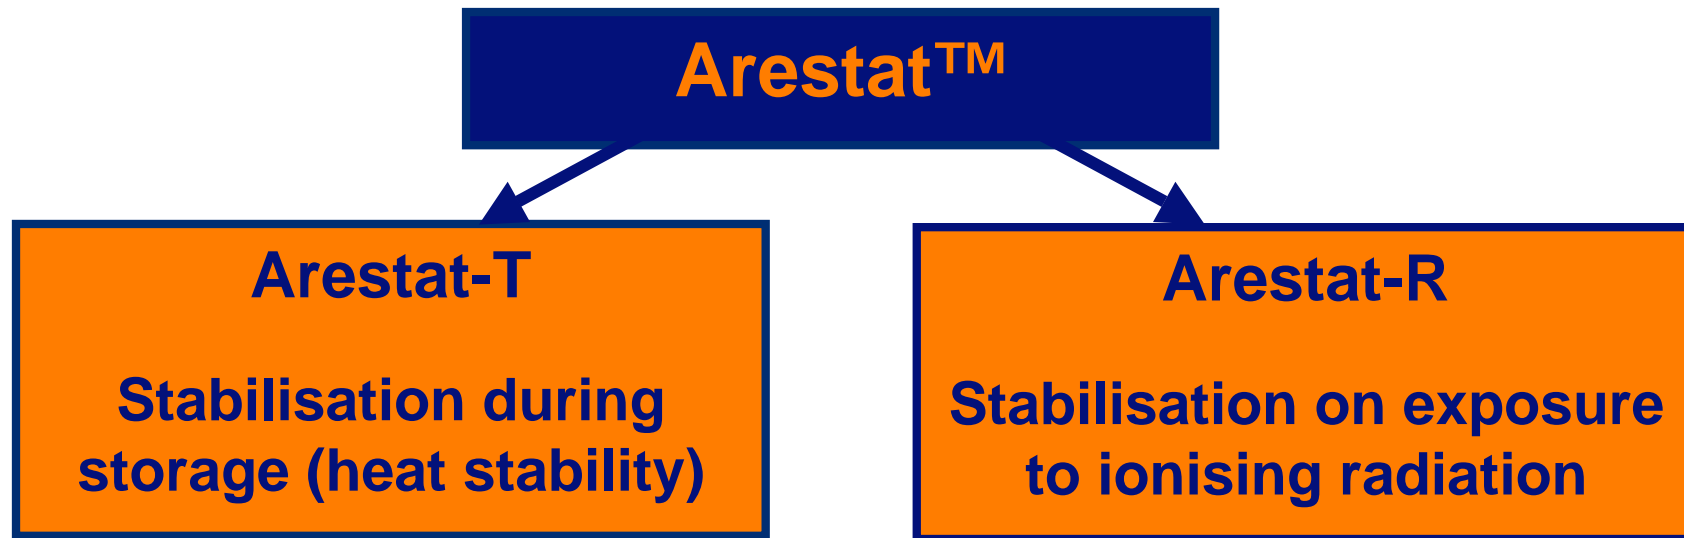 Arestat™
Arestat-T
Stabilisation during
storage (heat stability)
Arestat-R
Stabilisation on exposure
to ionising radiation